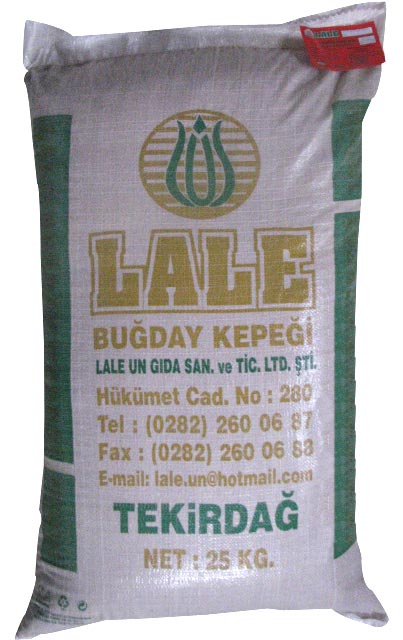 LALE
BUĞDAY KEPEĞİ
LALE UN GIDA SAN. ve TİC. LTD. ŞTİ.
Hükümet Cad. No : 280
Tel : (0282) 260 06 87
Fax : (0282) 260 06 88
E-mail: lale.un@hotmail.com
TEKİRDAĞ
NET : 25 KG.